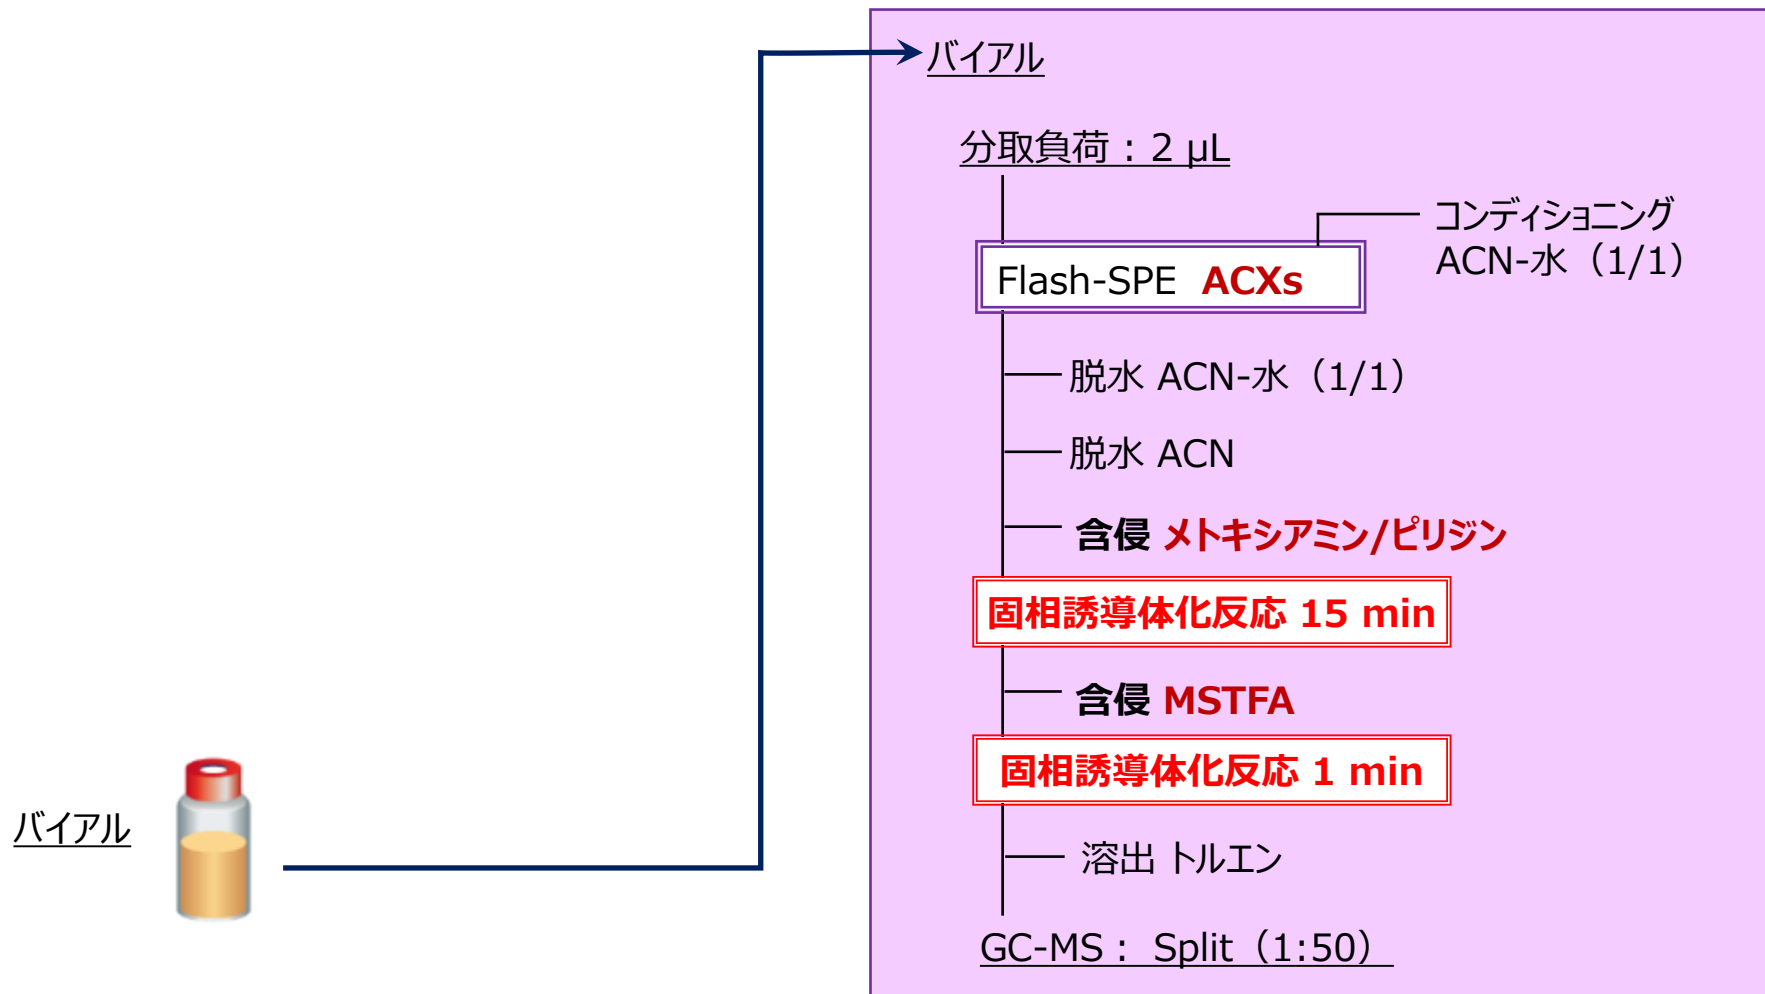 バイアル
分取負荷:2 µL
コンディショニング
ACN-水(1/1)
Flash-SPE ACXs
脱水 ACN-水(1/1)
脱水 ACN
含侵 メトキシアミン/ピリジン
固相誘導体化反応 15 min
含侵 MSTFA
固相誘導体化反応 1 min
溶出 トルエン
GC-MS: Split(1:50)
バイアル